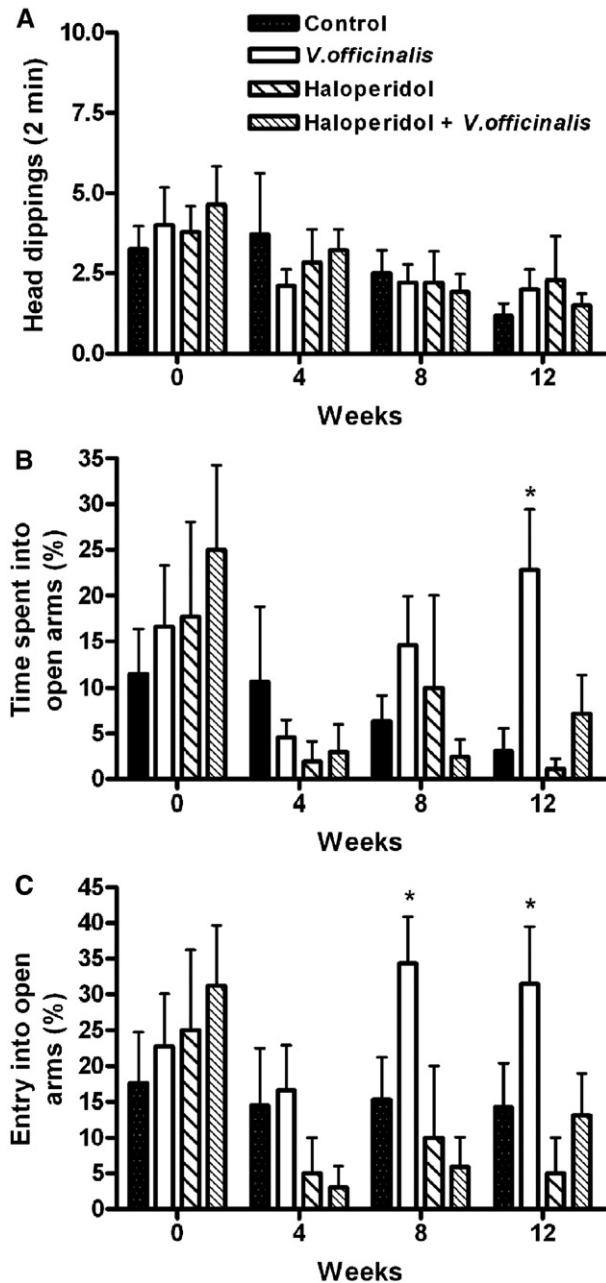 A
Control
V.officinalis
Haloperidol
Haloperidol + V.officinalis
Head dippings (2 min)
10.0
7.5
5.0
2.5
0.0
0 4 8 12
Weeks
B
Time spent into
open arms (%)
35
30
25
20
15
10
5
0
*
0 4 8 12
Weeks
C
Entry into open
arms (%)
45
40
35
30
25
20
15
10
5
0
* *
0 4 8 12
Weeks